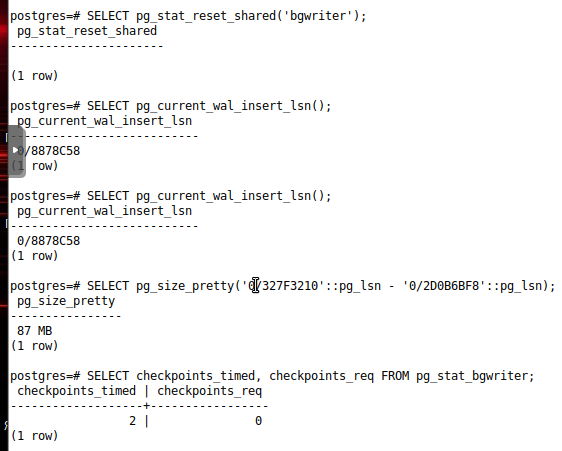 postgres=# SELECT pg_stat_reset_shared('bgwriter');
 pg_stat_reset_shared
----------------------

(1 row)

postgres=# SELECT pg_current_wal_insert_lsn();
 pg_current_wal_insert_lsn
---------------------------
 0/8878C58
(1 row)

postgres=# SELECT pg_current_wal_insert_lsn();
 pg_current_wal_insert_lsn
---------------------------
 0/8878C58
(1 row)

postgres=# SELECT pg_size_pretty('0/327F3210'::pg_lsn - '0/2D0B6BF8'::pg_lsn);
 pg_size_pretty
----------------
 87 MB
(1 row)

postgres=# SELECT checkpoints_timed, checkpoints_req FROM pg_stat_bgwriter;
 checkpoints_timed | checkpoints_req
-------------------+-----------------
                 2 |               0
(1 row)